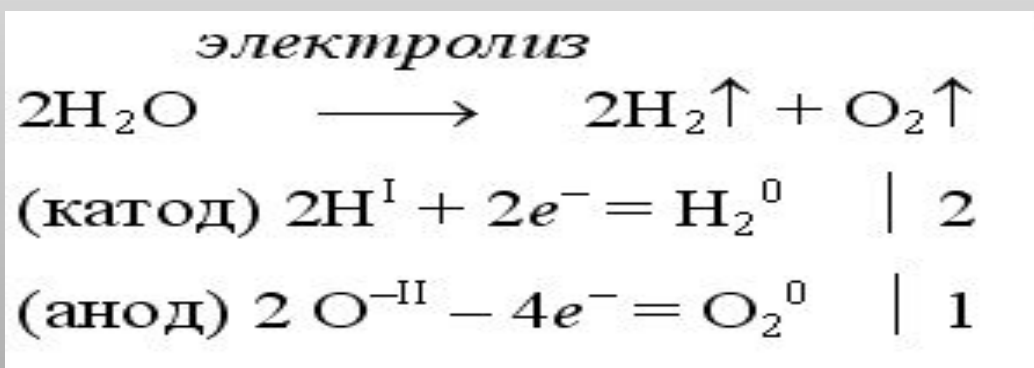 электролиз
2H₂O ⟶ 2H₂↑ + O₂↑
(катод) 2Hᴵ + 2e⁻ = H₂⁰ | 2
(анод) 2 O⁻ᴵᴵ – 4e⁻ = O₂⁰ | 1